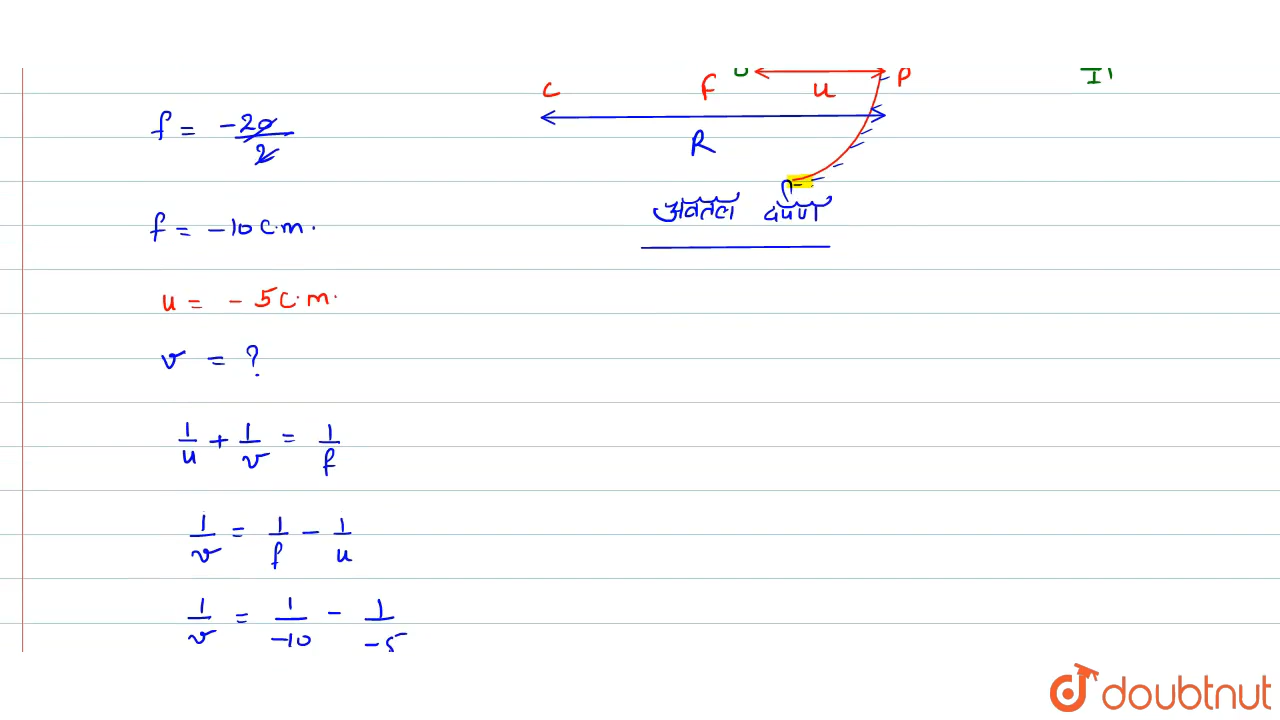 C F U u P I'
R
f = -20/2
अवतल दर्पण
f = -10 c.m.
u = - 5 c.m.
v = ?
1/u + 1/v = 1/f
1/v = 1/f - 1/u
1/v = 1/-10 - 1/-5
doubtnut